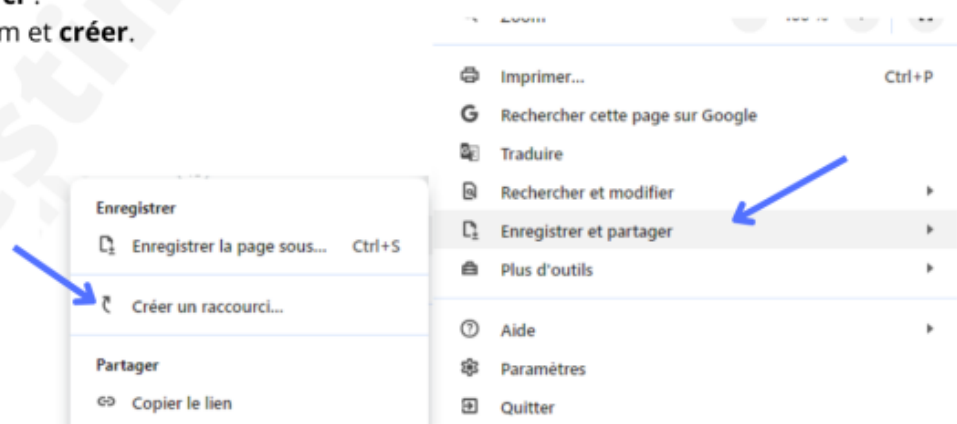 m et créer.
Imprimer... Ctrl+P
Rechercher cette page sur Google
Traduire
Rechercher et modifier
Enregistrer et partager
Plus d'outils
Aide
Paramètres
Quitter
Enregistrer
Enregistrer la page sous... Ctrl+S
Créer un raccourci...
Partager
Copier le lien